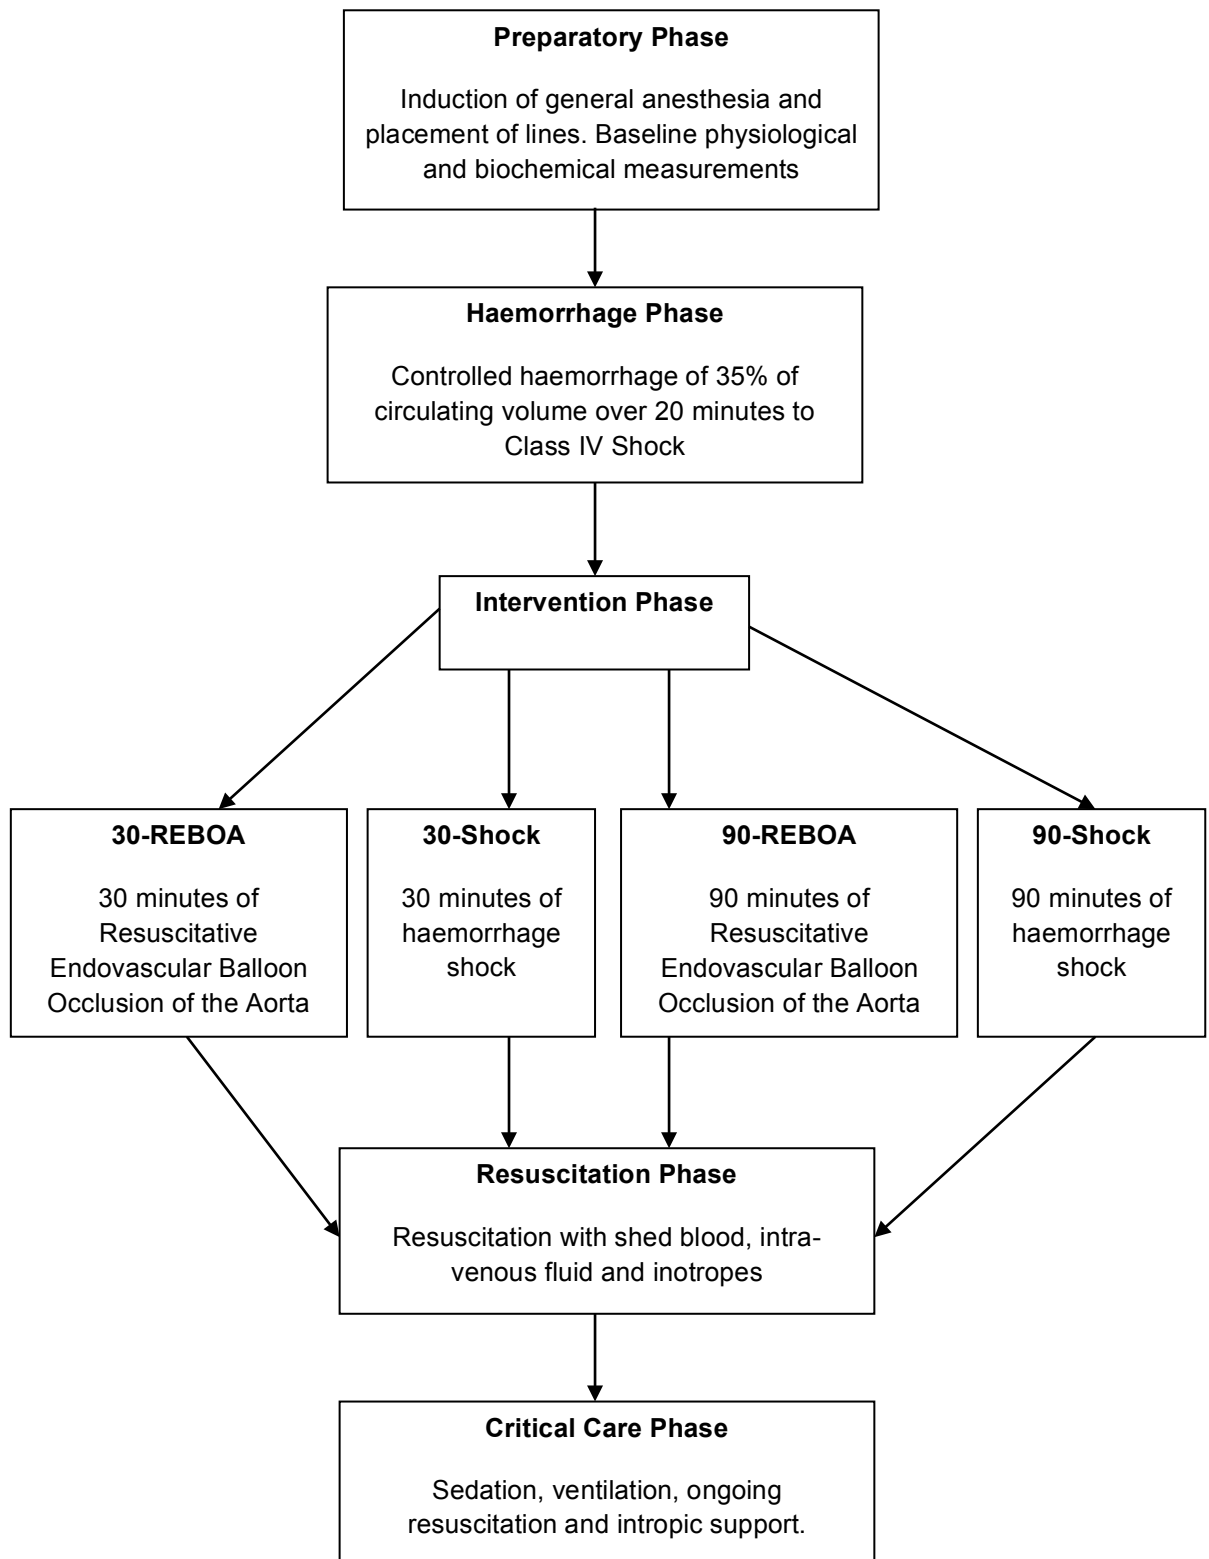 Preparatory Phase
Induction of general anesthesia and
placement of lines. Baseline physiological
and biochemical measurements
Haemorrhage Phase
Controlled haemorrhage of 35% of
circulating volume over 20 minutes to
Class IV Shock
Intervention Phase
30-REBOA
30 minutes of
Resuscitative
Endovascular Balloon
Occlusion of the Aorta
30-Shock
30 minutes of
haemorrhage
shock
90-REBOA
90 minutes of
Resuscitative
Endovascular Balloon
Occlusion of the Aorta
90-Shock
90 minutes of
haemorrhage
shock
Resuscitation Phase
Resuscitation with shed blood, intra-
venous fluid and inotropes
Critical Care Phase
Sedation, ventilation, ongoing
resuscitation and intropic support.